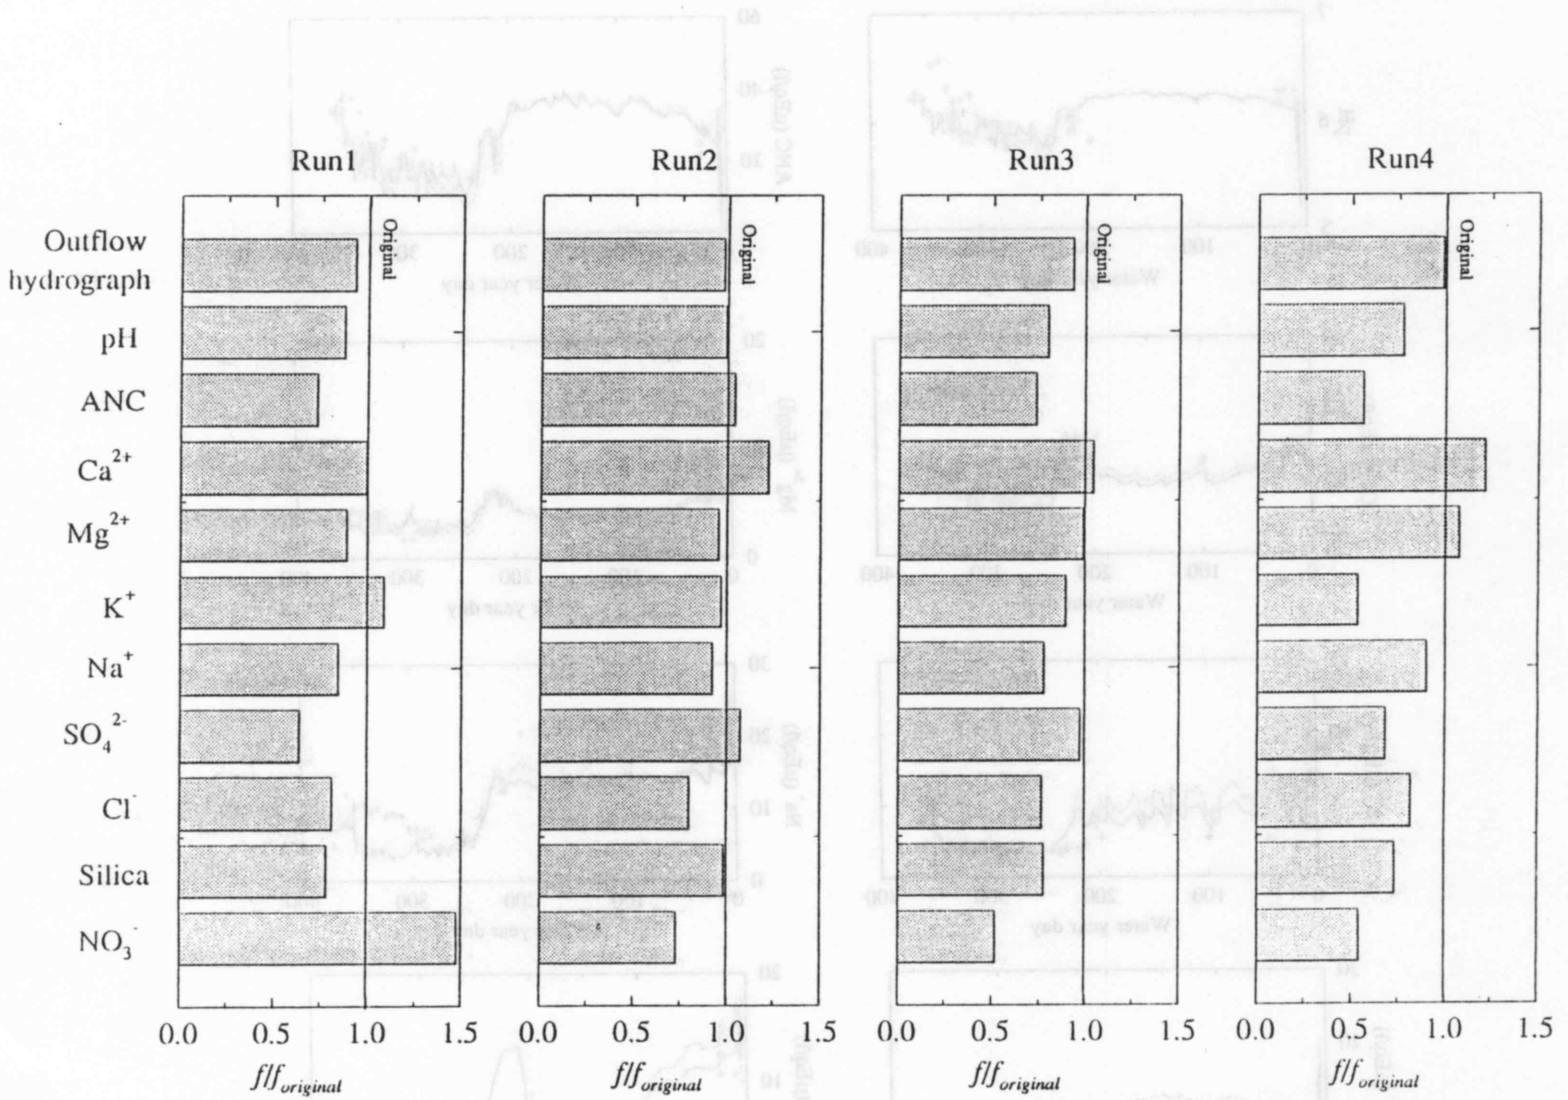 Run1 Run2 Run3 Run4
Outflow
hydrograph
pH
ANC
Ca2+
Mg2+
K+
Na+
SO42-
Cl-
Silica
NO3-
Original Original Original Original
0.0 0.5 1.0 1.5 0.0 0.5 1.0 1.5 0.0 0.5 1.0 1.5 0.0 0.5 1.0 1.5
f/foriginal f/foriginal f/foriginal f/foriginal